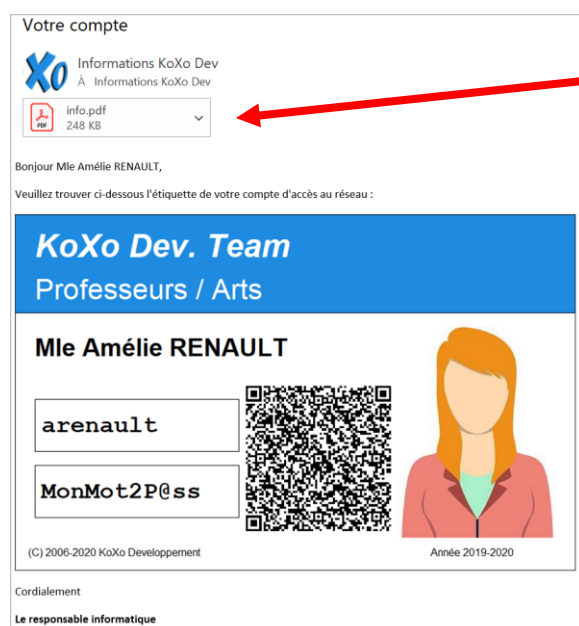 Votre compte
XO
Informations KoXo Dev
À Informations KoXo Dev
PDF
info.pdf
248 KB
Bonjour Mle Amélie RENAULT,
Veuillez trouver ci-dessous l'étiquette de votre compte d'accès au réseau :
KoXo Dev. Team
Professeurs / Arts
Mle Amélie RENAULT
arenault
MonMot2P@ss
(C) 2006-2020 KoXo Developpement
Année 2019-2020
Cordialement
Le responsable informatique